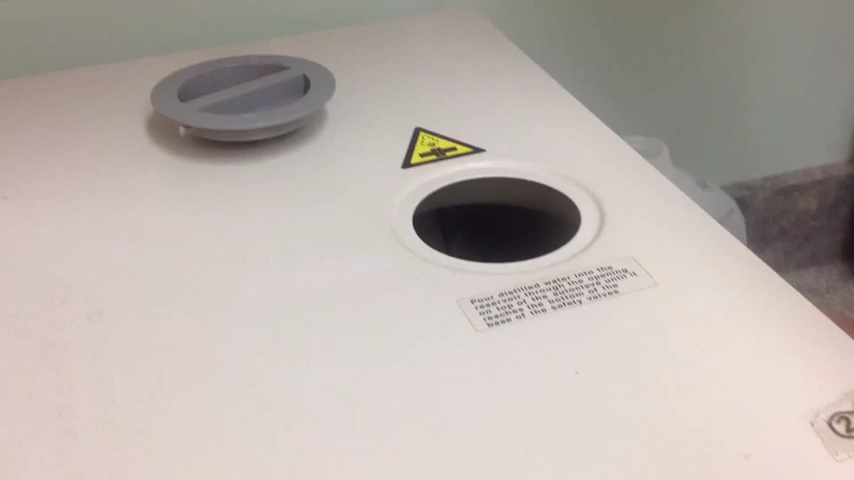 Pour distilled water into the
reservoir through the opening
on top of the autoclave until it
reaches the bottom of the
base of the safety valves
2